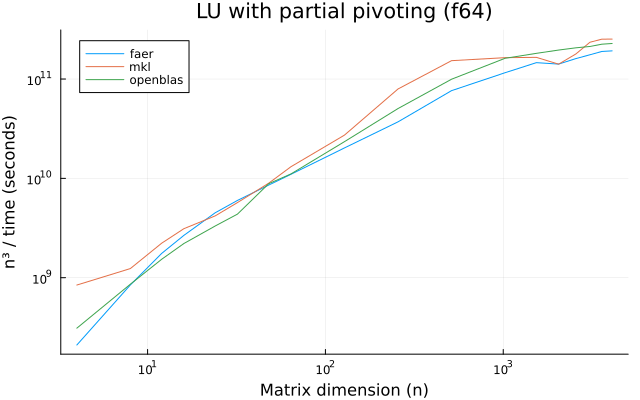 LU with partial pivoting (f64)
faer
mkl
openblas
10¹¹
10¹⁰
10⁹
n³ / time (seconds)
10¹
10²
10³
Matrix dimension (n)